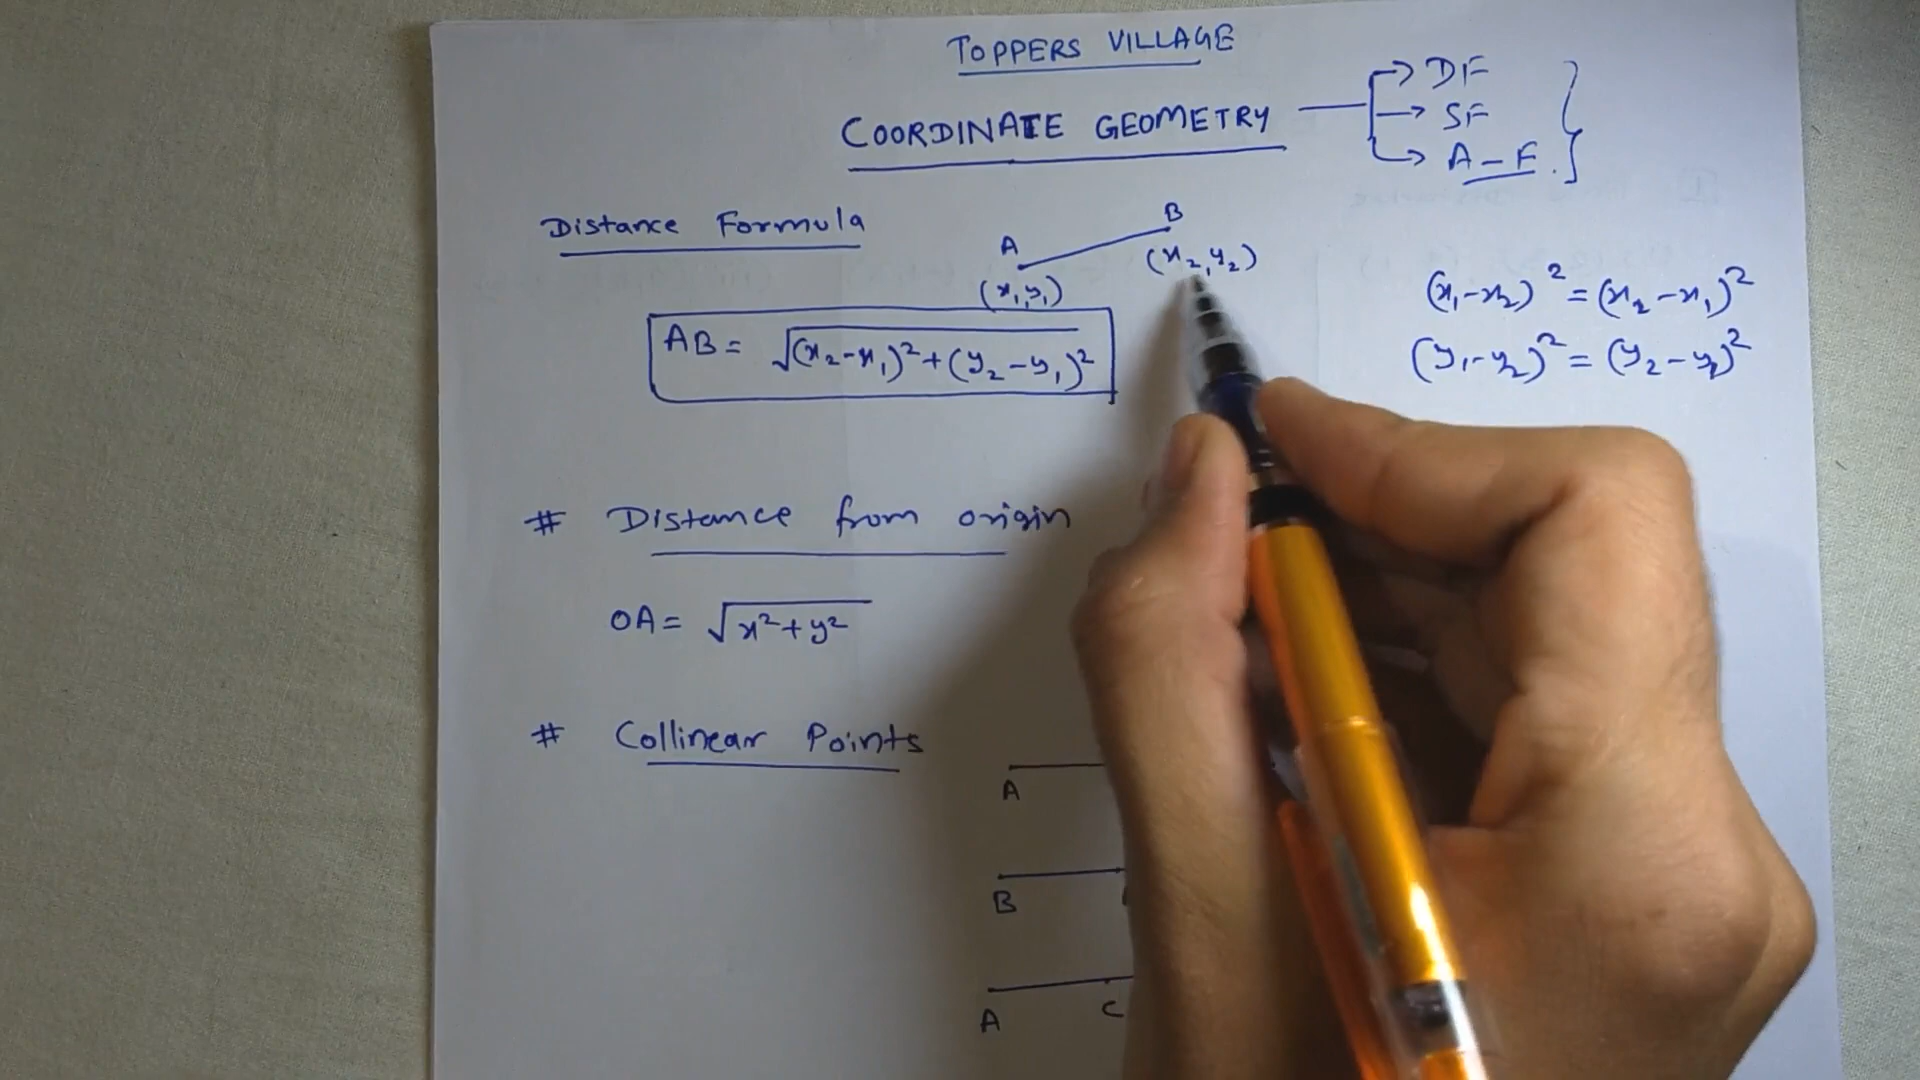 TOPPERS VILLAGE
COORDINATE GEOMETRY
→ DF
→ SF
→ A-F.
Distance Formula
A
B
(x₁,y₁)
(x₂,y₂)
AB = √(x₂-x₁)²+(y₂-y₁)²
(x₁-x₂)² = (x₂-x₁)²
(y₁-y₂)² = (y₂-y₁)²
# Distance from origin
OA = √x²+y²
# Collinear Points
A
B
A C